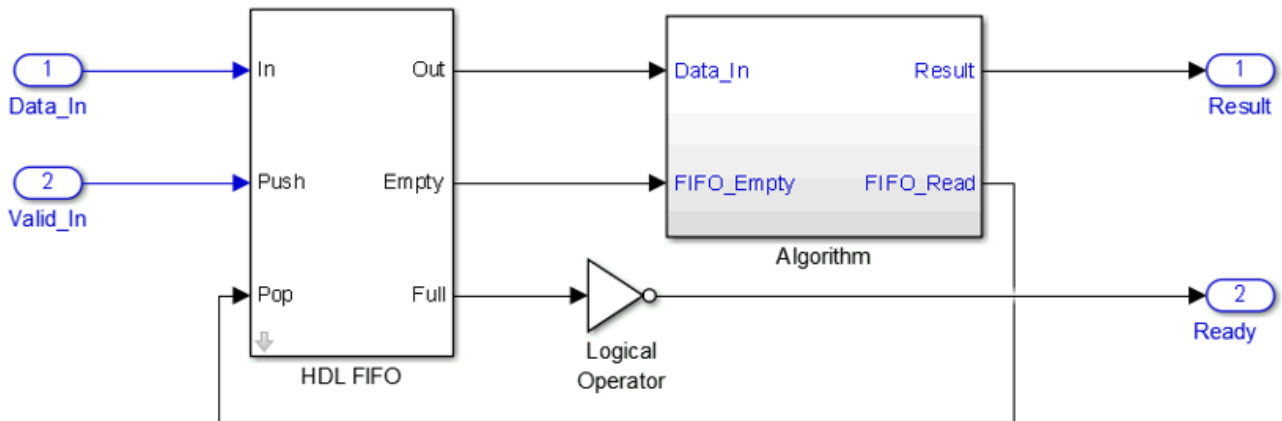 1
Data_In
2
Valid_In
In
Push
Pop
Out
Empty
Full
HDL FIFO
Logical
Operator
Data_In
FIFO_Empty
Result
FIFO_Read
Algorithm
1
Result
2
Ready